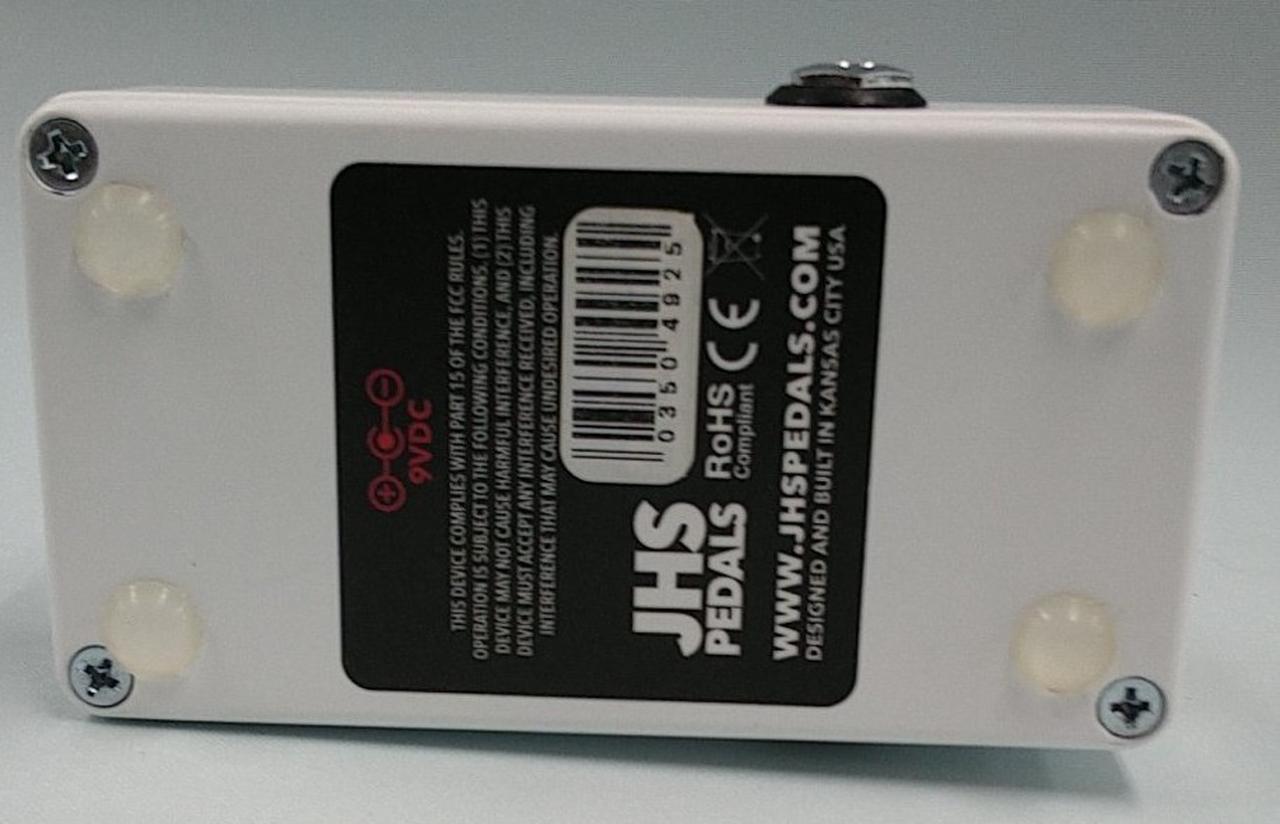 9VDC
THIS DEVICE COMPLIES WITH PART 15 OF THE FCC RULES.
OPERATION IS SUBJECT TO THE FOLLOWING CONDITIONS. (1) THIS
DEVICE MAY NOT CAUSE HARMFUL INTERFERENCE, AND (2) THIS
DEVICE MUST ACCEPT ANY INTERFERENCE RECEIVED, INCLUDING
INTERFERENCE THAT MAY CAUSE UNDESIRED OPERATION.
03504925
JHS
PEDALS
RoHS
Compliant
CE
WWW.JHSPEDALS.COM
DESIGNED AND BUILT IN KANSAS CITY USA